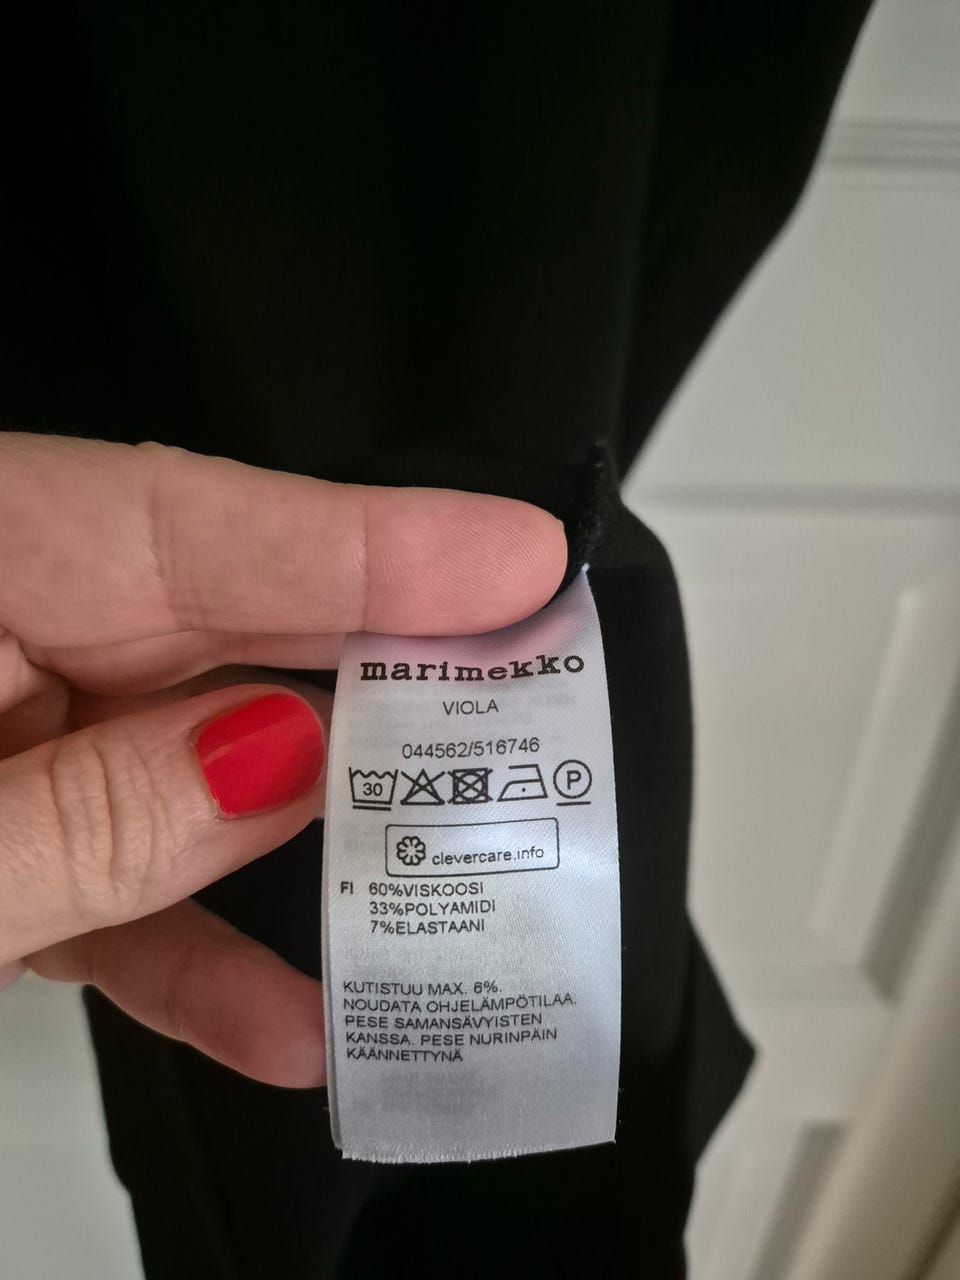 marimekko
VIOLA
044562/516746
30 P
clevercare.info
FI 60%VISKOOSI
33%POLYAMIDI
7%ELASTAANI
KUTISTUU MAX. 6%.
NOUDATA OHJELÄMPÖTILAA.
PESE SAMANSÄVYISTEN
KANSSA. PESE NURINPÄIN
KÄÄNNETTYNÄ